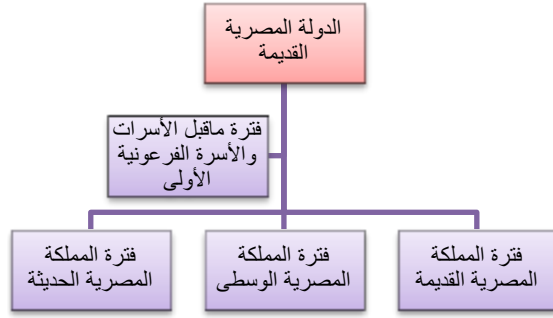 الدولة المصرية
القديمة
فترة ماقبل الأسرات
والأسرة الفرعونية
الأولى
فترة المملكة
المصرية القديمة
فترة المملكة
المصرية الوسطى
فترة المملكة
المصرية الحديثة